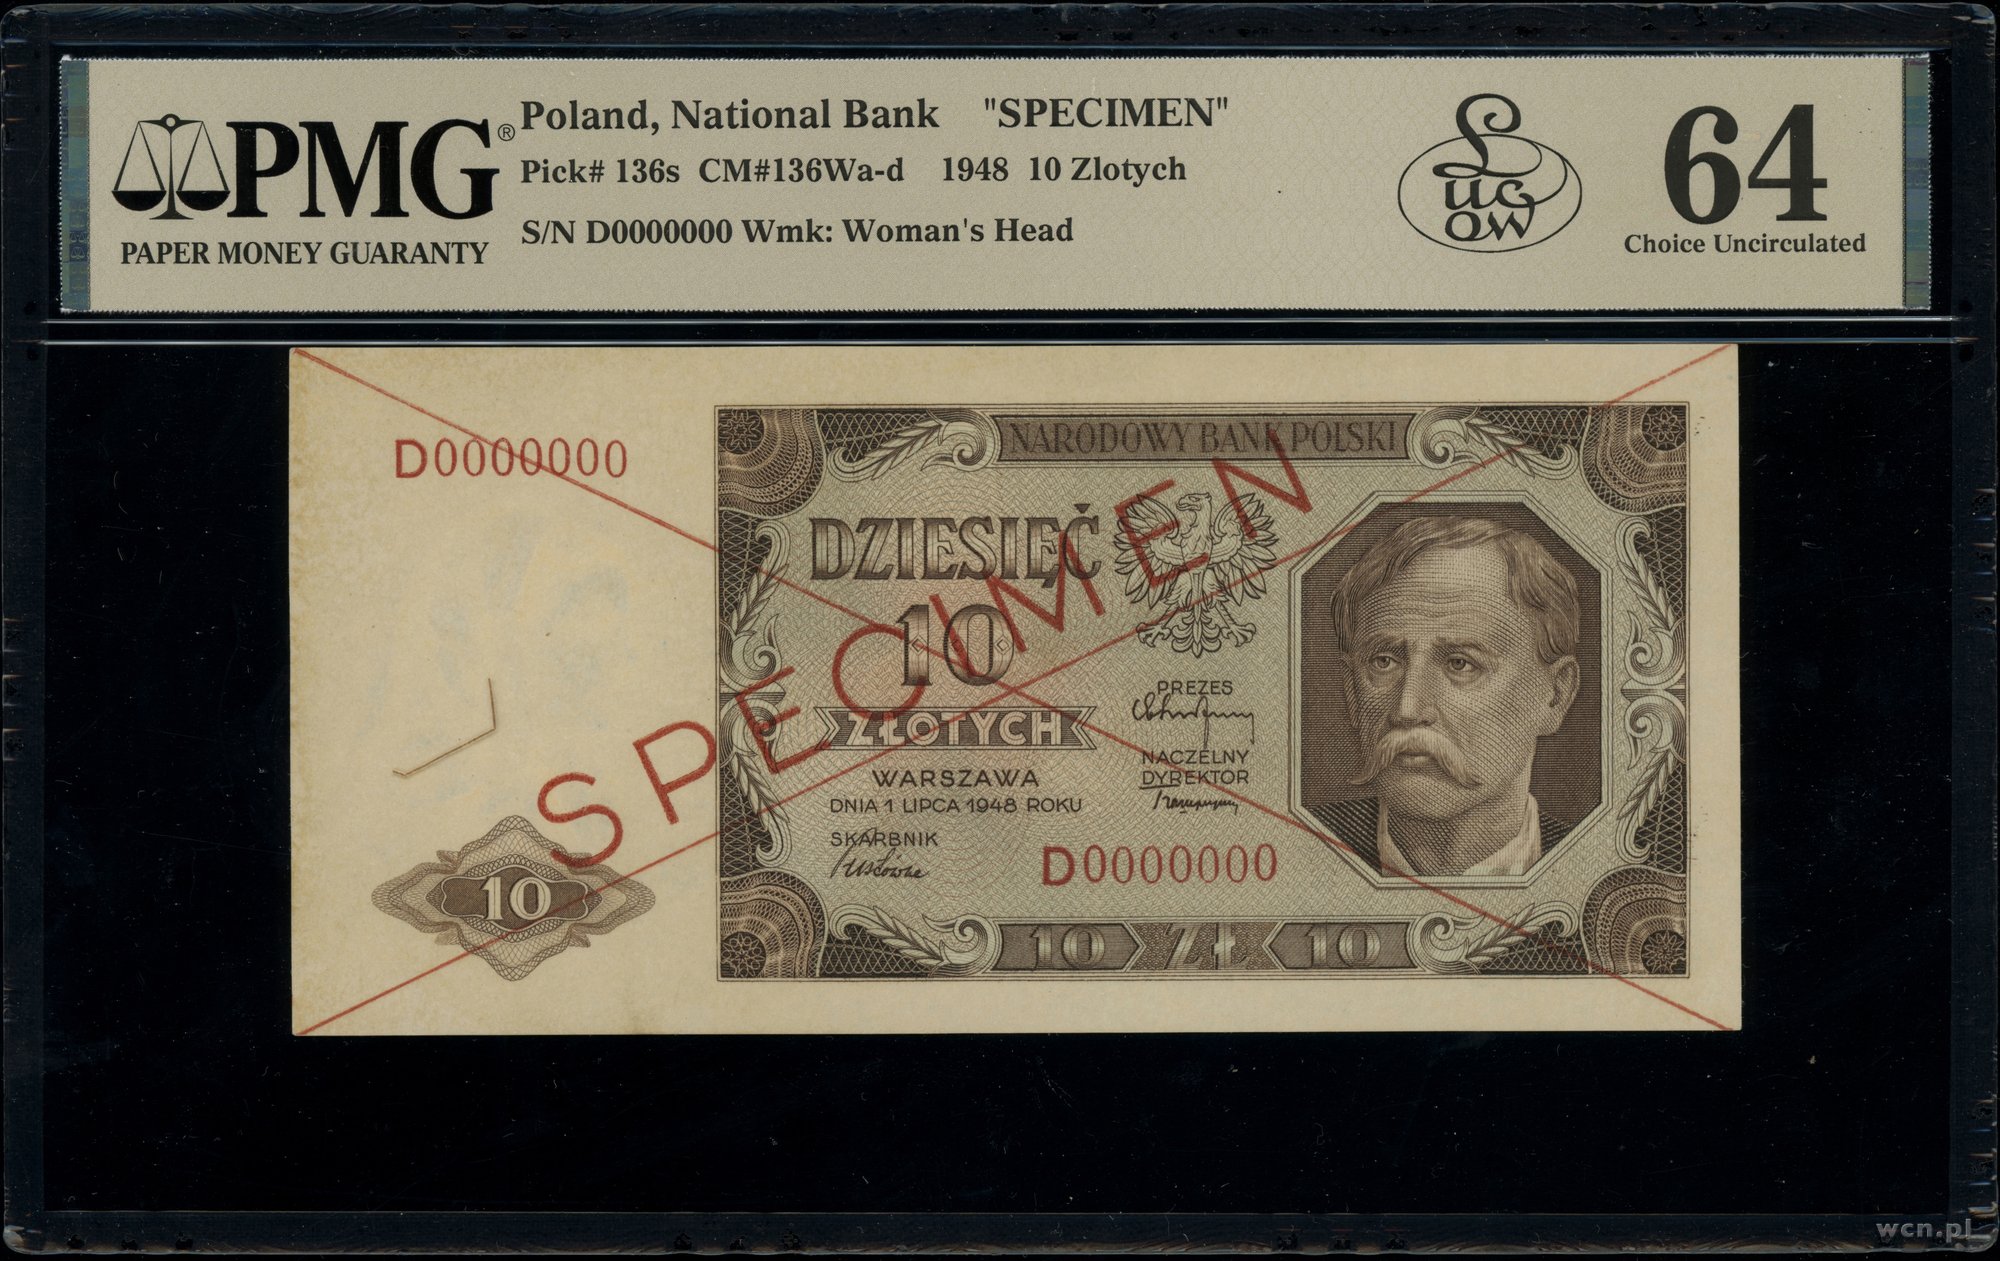 PMG®
PAPER MONEY GUARANTY
Poland, National Bank "SPECIMEN"
Pick# 136s CM#136Wa-d 1948 10 Zlotych
S/N D0000000 Wmk: Woman's Head
Lucow
64
Choice Uncirculated
D0000000
NARODOWY BANK POLSKI
DZIESIĘĆ
10
ZŁOTYCH
SPECIMEN
PREZES
NACZELNY
DYREKTOR
WARSZAWA
DNIA 1 LIPCA 1948 ROKU
SKARBNIK
D0000000
10
10 ZŁ 10
wcn.pl